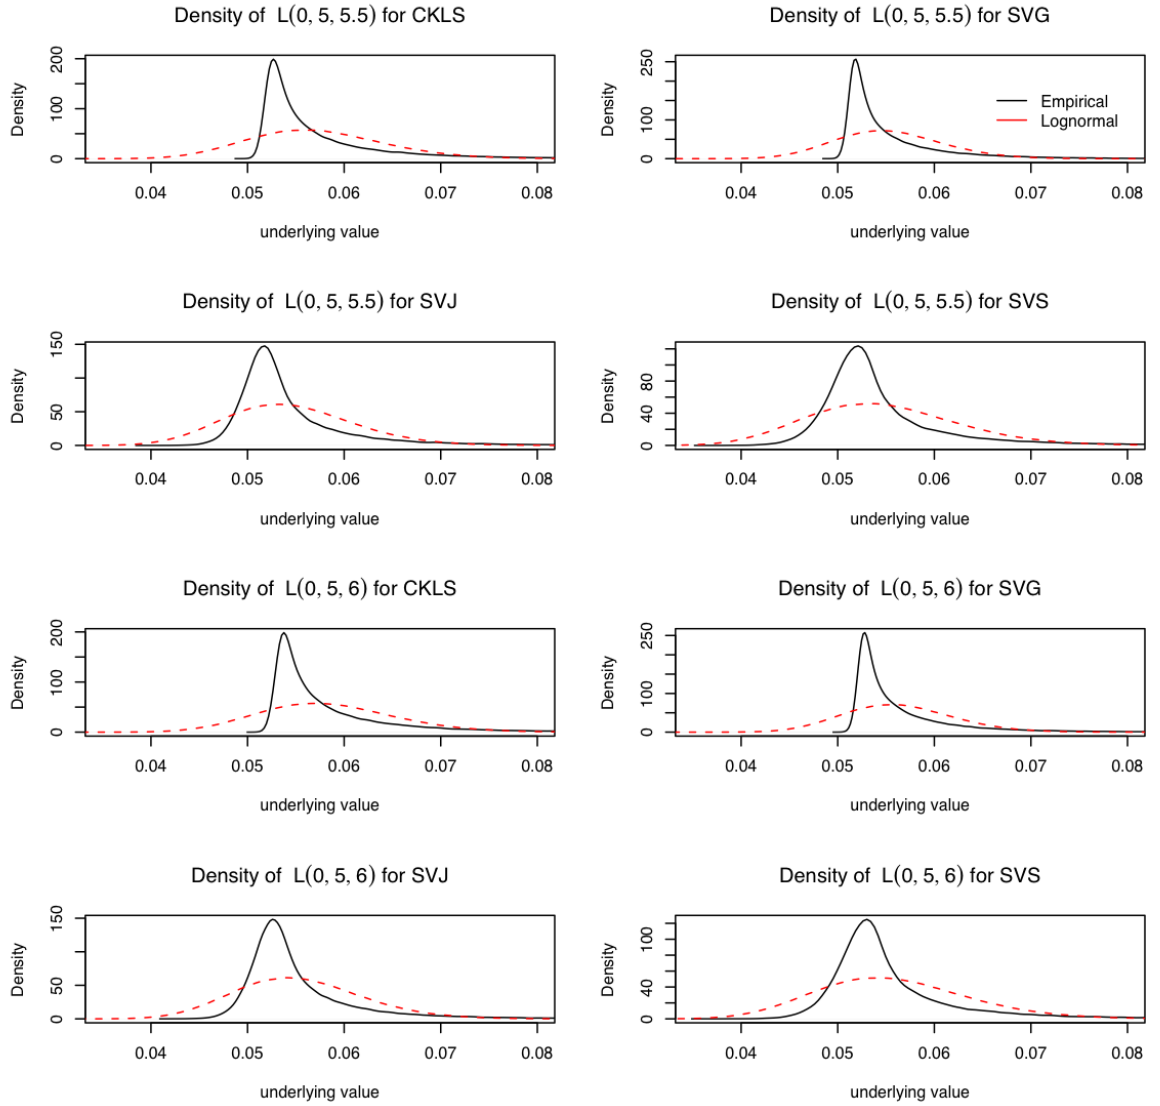 Density of L(0, 5, 5.5) for CKLS
Density
0
100
200
0.04 0.05 0.06 0.07 0.08
underlying value
Density of L(0, 5, 5.5) for SVG
Density
0
100
250
Empirical
Lognormal
0.04 0.05 0.06 0.07 0.08
underlying value
Density of L(0, 5, 5.5) for SVJ
Density
0
50
150
0.04 0.05 0.06 0.07 0.08
underlying value
Density of L(0, 5, 5.5) for SVS
Density
0
40
80
0.04 0.05 0.06 0.07 0.08
underlying value
Density of L(0, 5, 6) for CKLS
Density
0
100
200
0.04 0.05 0.06 0.07 0.08
underlying value
Density of L(0, 5, 6) for SVG
Density
0
100
250
0.04 0.05 0.06 0.07 0.08
underlying value
Density of L(0, 5, 6) for SVJ
Density
0
50
150
0.04 0.05 0.06 0.07 0.08
underlying value
Density of L(0, 5, 6) for SVS
Density
0
40
100
0.04 0.05 0.06 0.07 0.08
underlying value